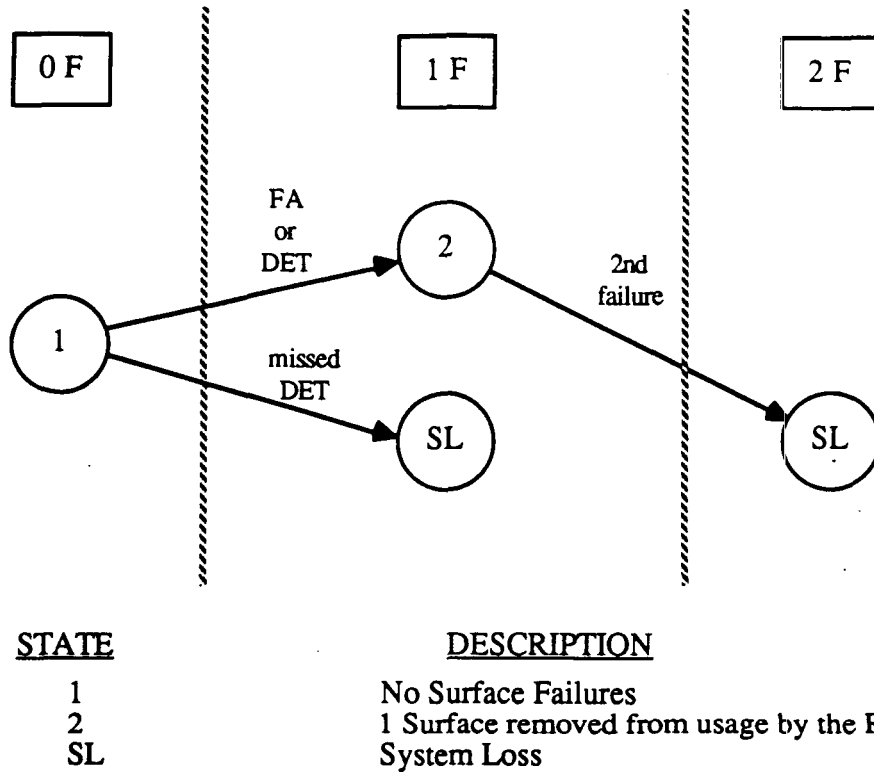 0 F
1 F
2 F
FA
or
DET
2
2nd
failure
1
missed
DET
SL
SL
STATE DESCRIPTION
1 No Surface Failures
2 1 Surface removed from usage by the
SL System Loss